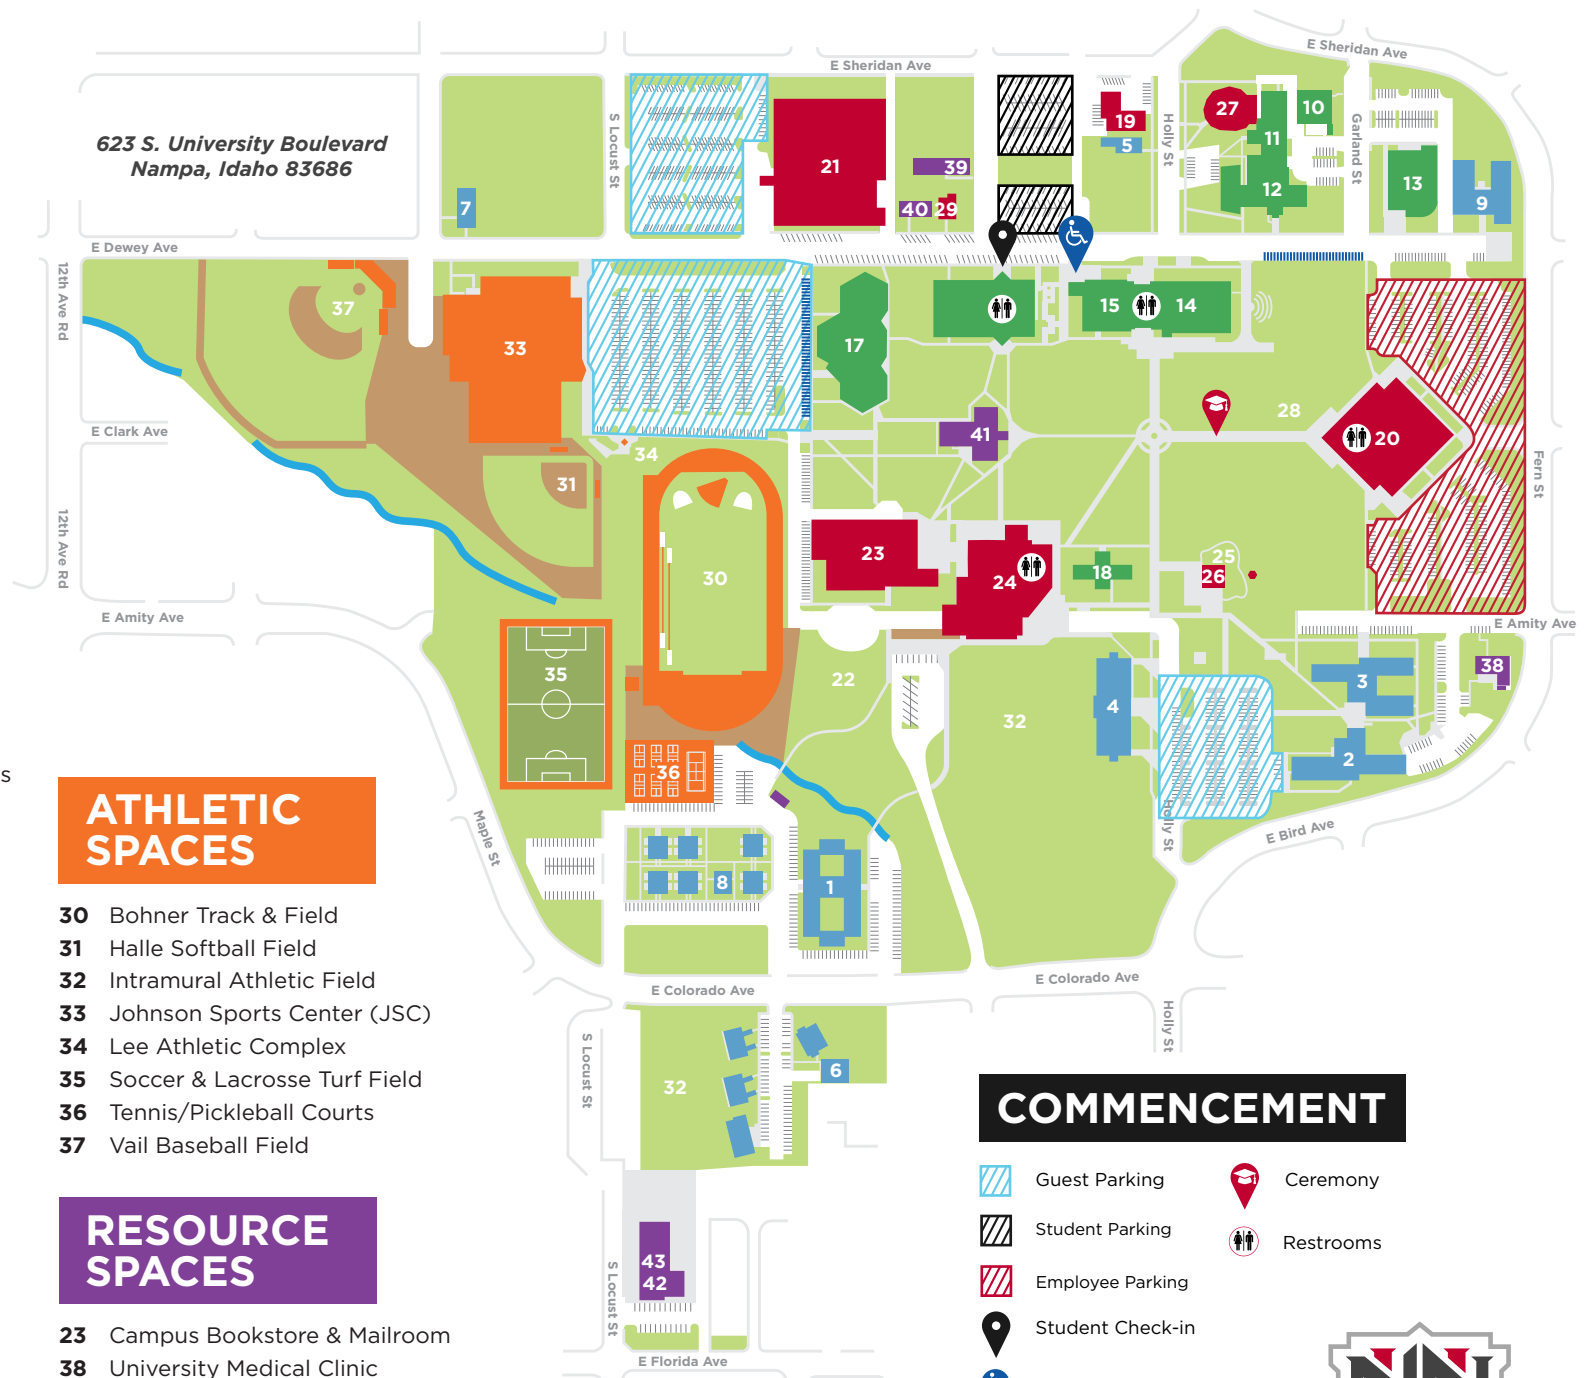 E Sheridan Ave
E Sheridan Ave
623 S. University Boulevard
Nampa, Idaho 83686
S Locust St
Holly St
Garland St
27
10
11
12
13
9
19
5
21
39
40
29
7
E Dewey Ave
12th Ave Rd
37
33
17
15
14
28
20
41
34
31
E Clark Ave
12th Ave Rd
Fern St
30
23
24
18
25
26
E Amity Ave
E Amity Ave
35
22
32
4
3
38
2
36
Maple St
8
1
Holly St
E Bird Ave
s
ATHLETIC
SPACES
30 Bohner Track & Field
31 Halle Softball Field
32 Intramural Athletic Field
33 Johnson Sports Center (JSC)
34 Lee Athletic Complex
35 Soccer & Lacrosse Turf Field
36 Tennis/Pickleball Courts
37 Vail Baseball Field
E Colorado Ave
E Colorado Ave
S Locust St
Holly St
32
6
RESOURCE
SPACES
23 Campus Bookstore & Mailroom
38 University Medical Clinic
43
42
S Locust St
E Florida Ave
COMMENCEMENT
Guest Parking
Student Parking
Employee Parking
Student Check-in
Ceremony
Restrooms